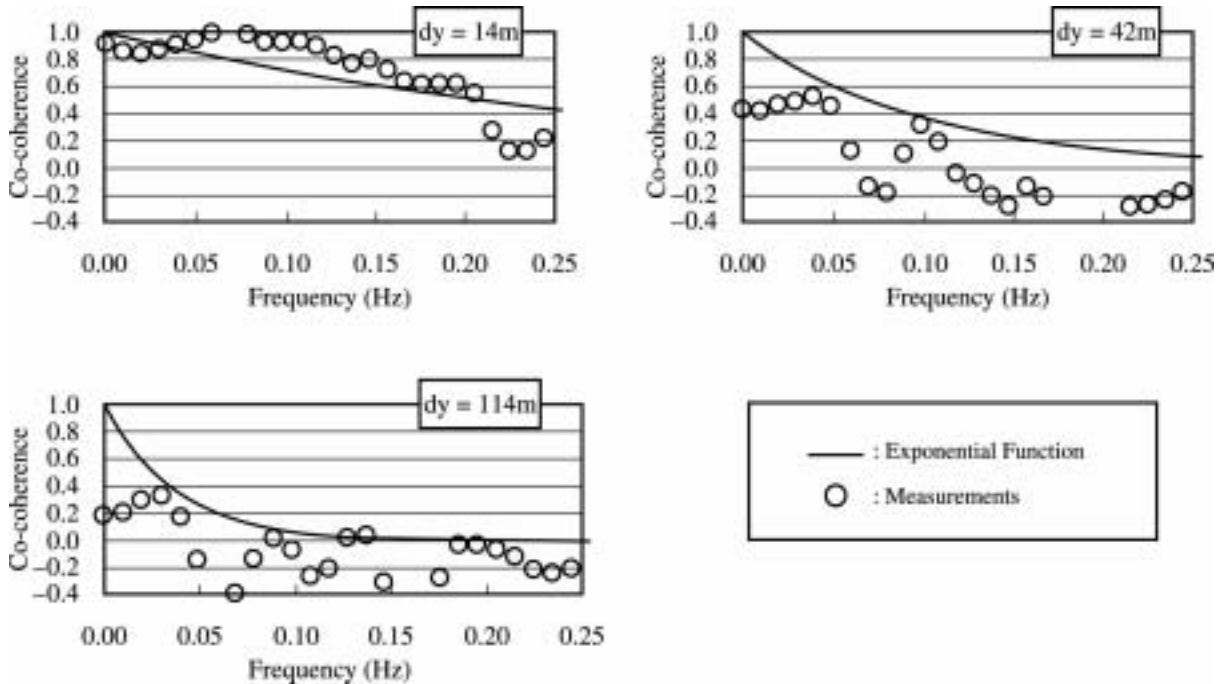 dy = 14m
Co-coherence
1.0
0.8
0.6
0.4
0.2
0.0
−0.2
−0.4
0.00 0.05 0.10 0.15 0.20 0.25
Frequency (Hz)
dy = 42m
Co-coherence
1.0
0.8
0.6
0.4
0.2
0.0
−0.2
−0.4
0.00 0.05 0.10 0.15 0.20 0.25
Frequency (Hz)
dy = 114m
Co-coherence
1.0
0.8
0.6
0.4
0.2
0.0
−0.2
−0.4
0.00 0.05 0.10 0.15 0.20 0.25
Frequency (Hz)
: Exponential Function
: Measurements